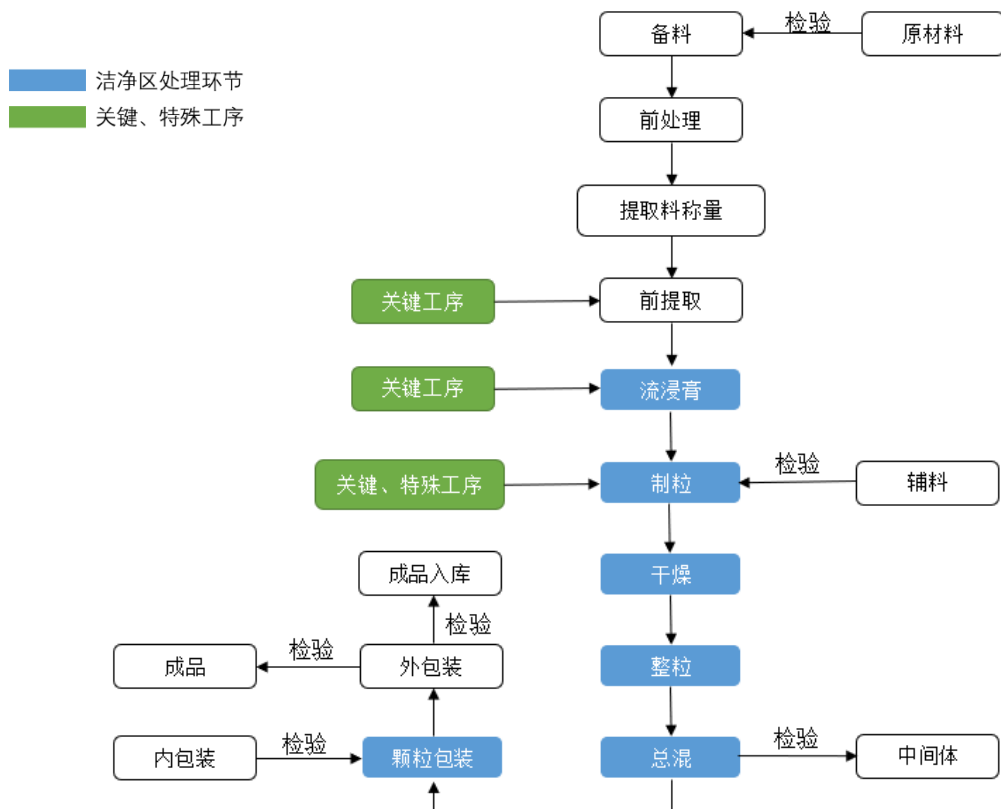 检验
备料
原材料
洁净区处理环节
关键、特殊工序
前处理
提取料称量
关键工序
前提取
关键工序
流浸膏
检验
关键、特殊工序
制粒
辅料
成品入库
干燥
检验
检验
成品
外包装
整粒
检验
检验
内包装
颗粒包装
总混
中间体